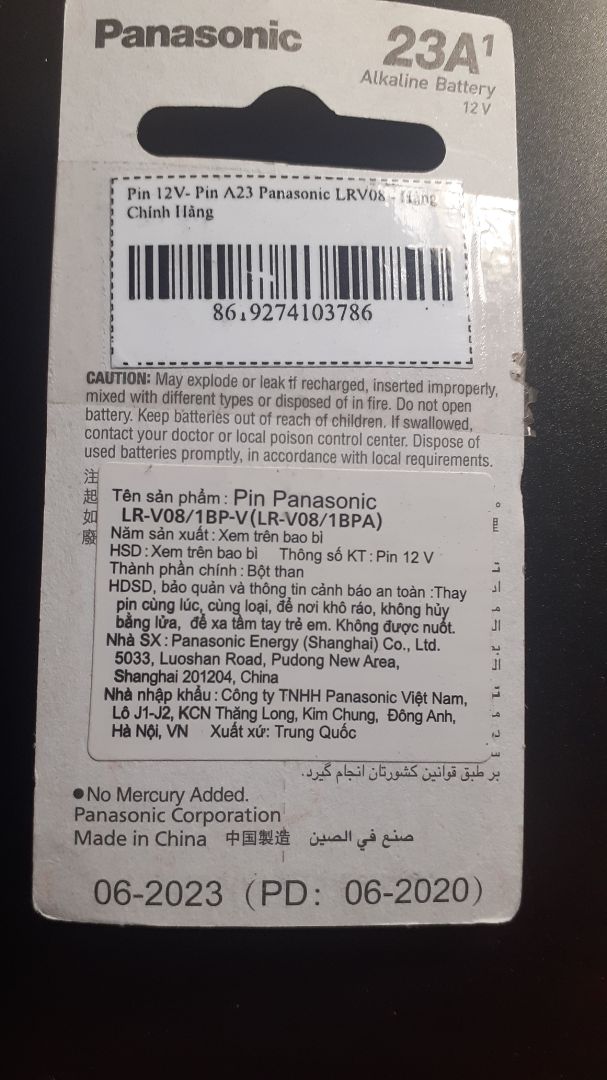 Panasonic
23A¹
Alkaline Battery
12 V
Pin 12V- Pin A23 Panasonic LRV08 - Hàng
Chính Hãng
9274103786
CAUTION: May explode or leak if recharged, inserted improperly,
mixed with different types or disposed of in fire. Do not open
battery. Keep batteries out of reach of children. If swallowed,
contact your doctor or local poison control center. Dispose of
used batteries promptly, in accordance with local requirements.
注
起
如
廢
Tên sản phẩm : Pin Panasonic
LR-V08/1BP-V(LR-V08/1BPA)
Năm sản xuất : Xem trên bao bì
HSD : Xem trên bao bì Thông số KT : Pin 12 V
Thành phần chính : Bột than
HDSD, bảo quản và thông tin cảnh báo an toàn :Thay
pin cùng lúc, cùng loại, để nơi khô ráo, không hủy
bằng lửa, để xa tầm tay trẻ em. Không được nuốt.
Nhà SX : Panasonic Energy (Shanghai) Co., Ltd.
5033, Luoshan Road, Pudong New Area,
Shanghai 201204, China
Nhà nhập khẩu : Công ty TNHH Panasonic Việt Nam,
Lô J1-J2, KCN Thăng Long, Kim Chung, Đông Anh,
Hà Nội, VN Xuất xứ: Trung Quốc
بر طبق قوانین کشورتان انجام گیرد.
●No Mercury Added.
Panasonic Corporation
Made in China 中国製造 صنع في الصين
06-2023 (PD: 06-2020)